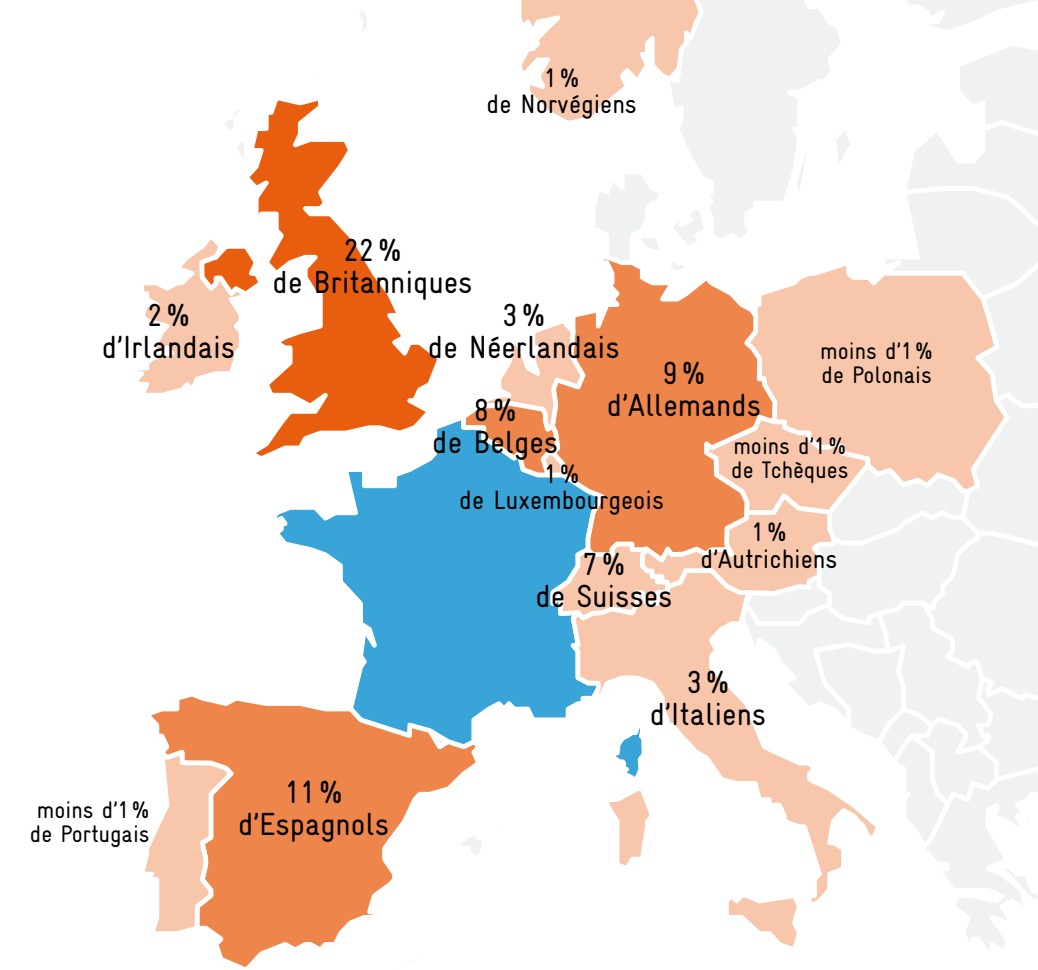 1 %
de Norvégiens
22 %
de Britanniques
2 %
d'Irlandais
3 %
de Néerlandais
moins d'1 %
de Polonais
9 %
d'Allemands
8 %
de Belges
moins d'1 %
de Tchèques
1 %
de Luxembourgeois
1 %
d'Autrichiens
7 %
de Suisses
3 %
d'Italiens
11 %
d'Espagnols
moins d'1 %
de Portugais